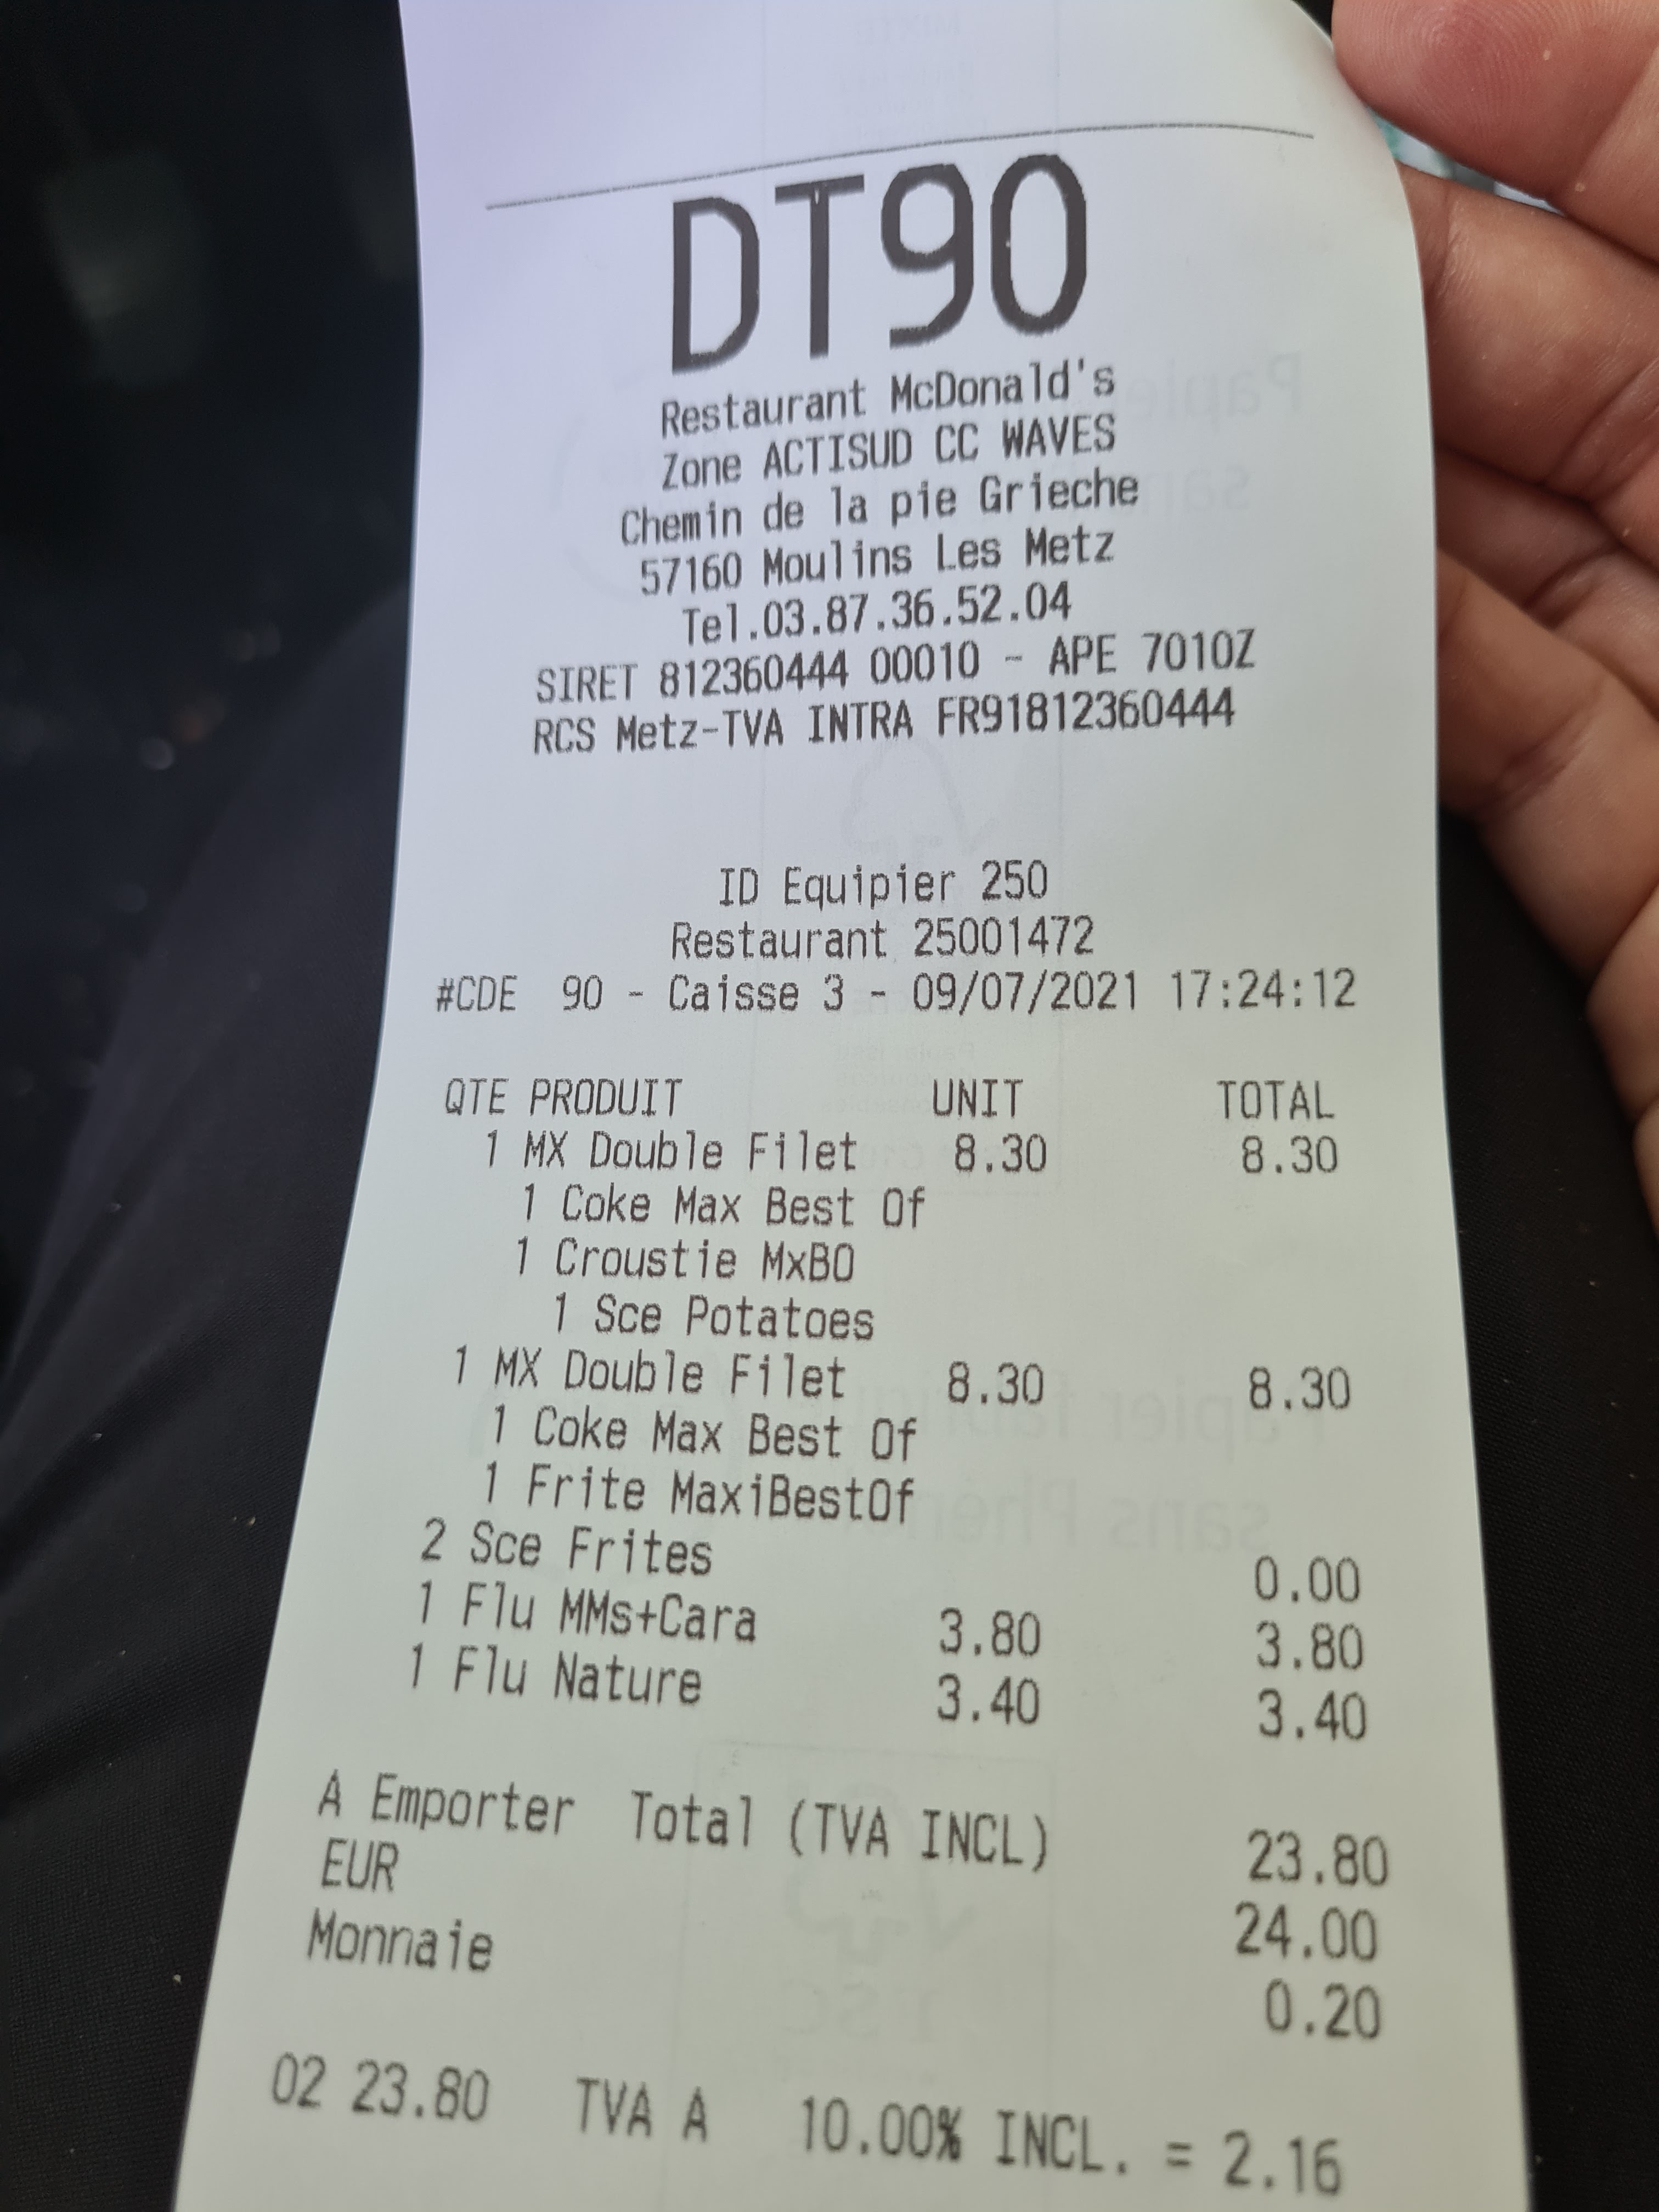 DT90
Restaurant McDonald's
Zone ACTISUD CC WAVES
Chemin de la pie Grieche
57160 Moulins Les Metz
Tel.03.87.36.52.04
SIRET 812360444 00010 - APE 7010Z
RCS Metz-TVA INTRA FR91812360444
ID Equipier 250
Restaurant 25001472
#CDE 90 - Caisse 3 - 09/07/2021 17:24:12
QTE PRODUIT UNIT TOTAL
1 MX Double Filet 8.30 8.30
1 Coke Max Best Of
1 Croustie MxBO
1 Sce Potatoes
1 MX Double Filet 8.30 8.30
1 Coke Max Best Of
1 Frite MaxiBestOf
2 Sce Frites 0.00
1 Flu MMs+Cara 3.80 3.80
1 Flu Nature 3.40 3.40
A Emporter Total (TVA INCL) 23.80
EUR 24.00
Monnaie 0.20
02 23.80 TVA A 10.00% INCL. = 2.16